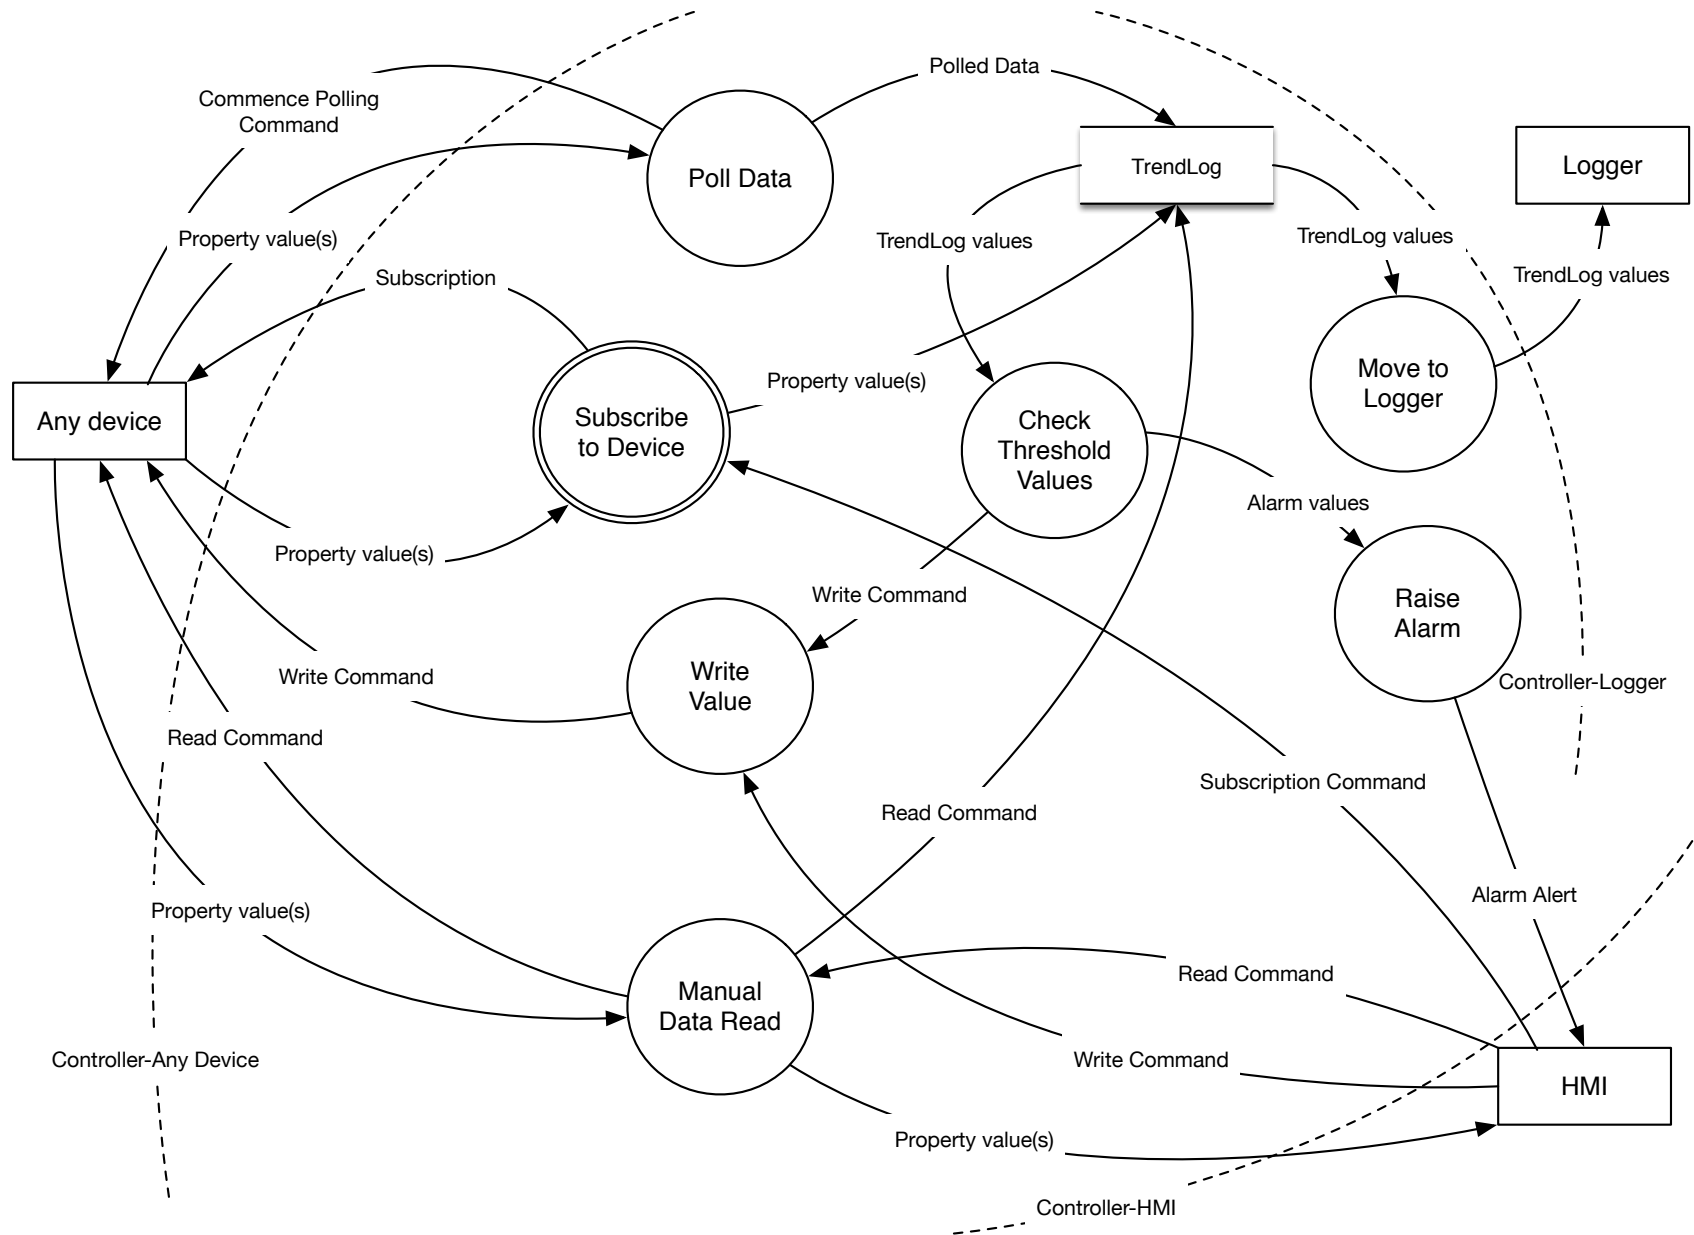 Polled Data
Commence Polling
Command
Poll Data
TrendLog
Logger
Property value(s)
TrendLog values
TrendLog values
TrendLog values
Subscription
Any device
Subscribe
to Device
Property value(s)
Check
Threshold
Values
Move to
Logger
Alarm values
Property value(s)
Write Command
Raise
Alarm
Write Command
Write
Value
Controller-Logger
Read Command
Subscription Command
Read Command
Property value(s)
Alarm Alert
Manual
Data Read
Read Command
Controller-Any Device
Write Command
HMI
Property value(s)
Controller-HMI